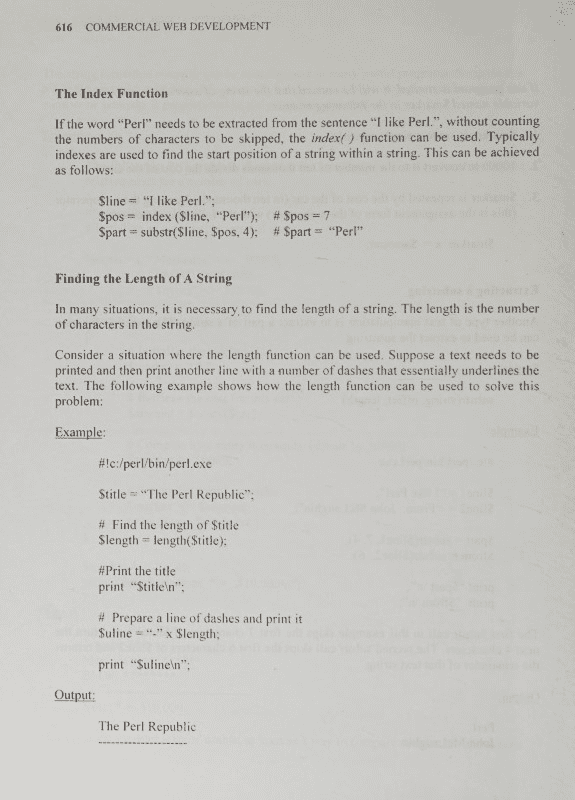 616 COMMERCIAL WEB DEVELOPMENT
The Index Function
If the word “Perl” needs to be extracted from the sentence “I like Perl.”, without counting
the numbers of characters to be skipped, the index( ) function can be used. Typically
indexes are used to find the start position of a string within a string. This can be achieved
as follows:
$line = “I like Perl.”;
$pos = index ($line, “Perl”); # $pos = 7
$part = substr($line, $pos, 4); # $part = “Perl”
Finding the Length of A String
In many situations, it is necessary to find the length of a string. The length is the number
of characters in the string.
Consider a situation where the length function can be used. Suppose a text needs to be
printed and then print another line with a number of dashes that essentially underlines the
text. The following example shows how the length function can be used to solve this
problem:
Example:
#!c:/perl/bin/perl.exe
$title = “The Perl Republic”;
# Find the length of $title
$length = length($title);
#Print the title
print “$title\n”;
# Prepare a line of dashes and print it
$uline = “-” x $length;
print “$uline\n”;
Output:
The Perl Republic
-----------------